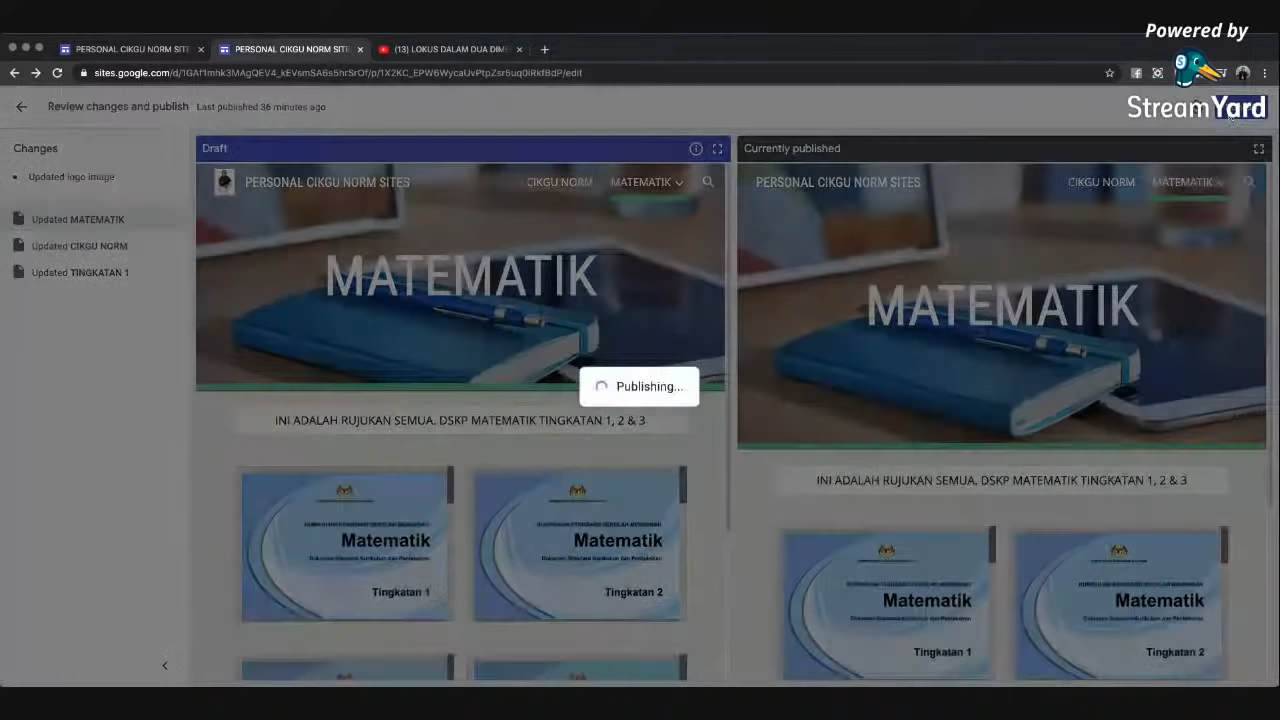 Powered by
StreamYard
PERSONAL CIKGU NORM SITE
PERSONAL CIKGU NORM SITE
(13) LOKUS DALAM DUA DIME
sites.google.com/d/1GAf1mhk3MAgQEV4_kEVsmSA6s5hrSrOf/p/1X2KC_EPW6WycaUvPtpZsr6uq0iRkfBdP/edit
Review changes and publish
Last published 36 minutes ago
Changes
Updated logo image
Updated MATEMATIK
Updated CIKGU NORM
Updated TINGKATAN 1
Draft
PERSONAL CIKGU NORM SITES
CIKGU NORM
MATEMATIK
MATEMATIK
INI ADALAH RUJUKAN SEMUA. DSKP MATEMATIK TINGKATAN 1, 2 & 3
Matematik
Tingkatan 1
Matematik
Tingkatan 2
Publishing...
Currently published
PERSONAL CIKGU NORM SITES
CIKGU NORM
MATEMATIK
MATEMATIK
INI ADALAH RUJUKAN SEMUA. DSKP MATEMATIK TINGKATAN 1, 2 & 3
Matematik
Tingkatan 1
Matematik
Tingkatan 2